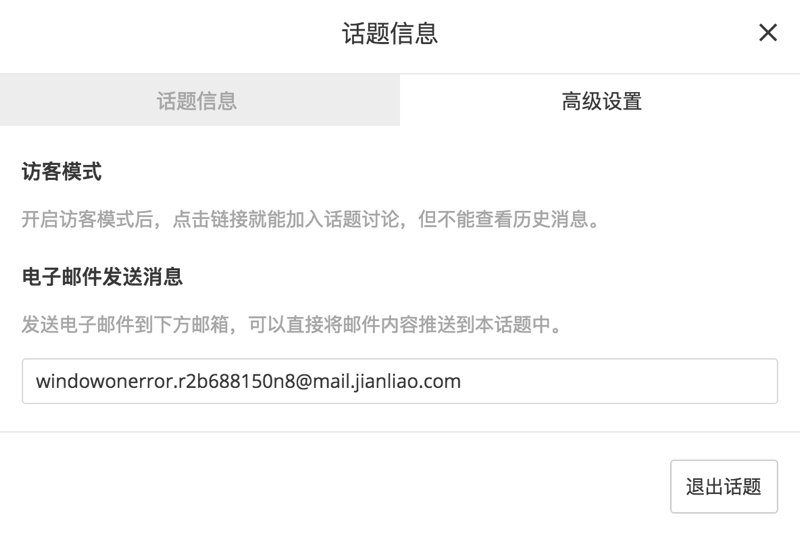 话题信息
话题信息
高级设置
访客模式
开启访客模式后，点击链接就能加入话题讨论，但不能查看历史消息。
电子邮件发送消息
发送电子邮件到下方邮箱，可以直接将邮件内容推送到本话题中。
windowonerror.r2b688150n8@mail.jianliao.com
退出话题